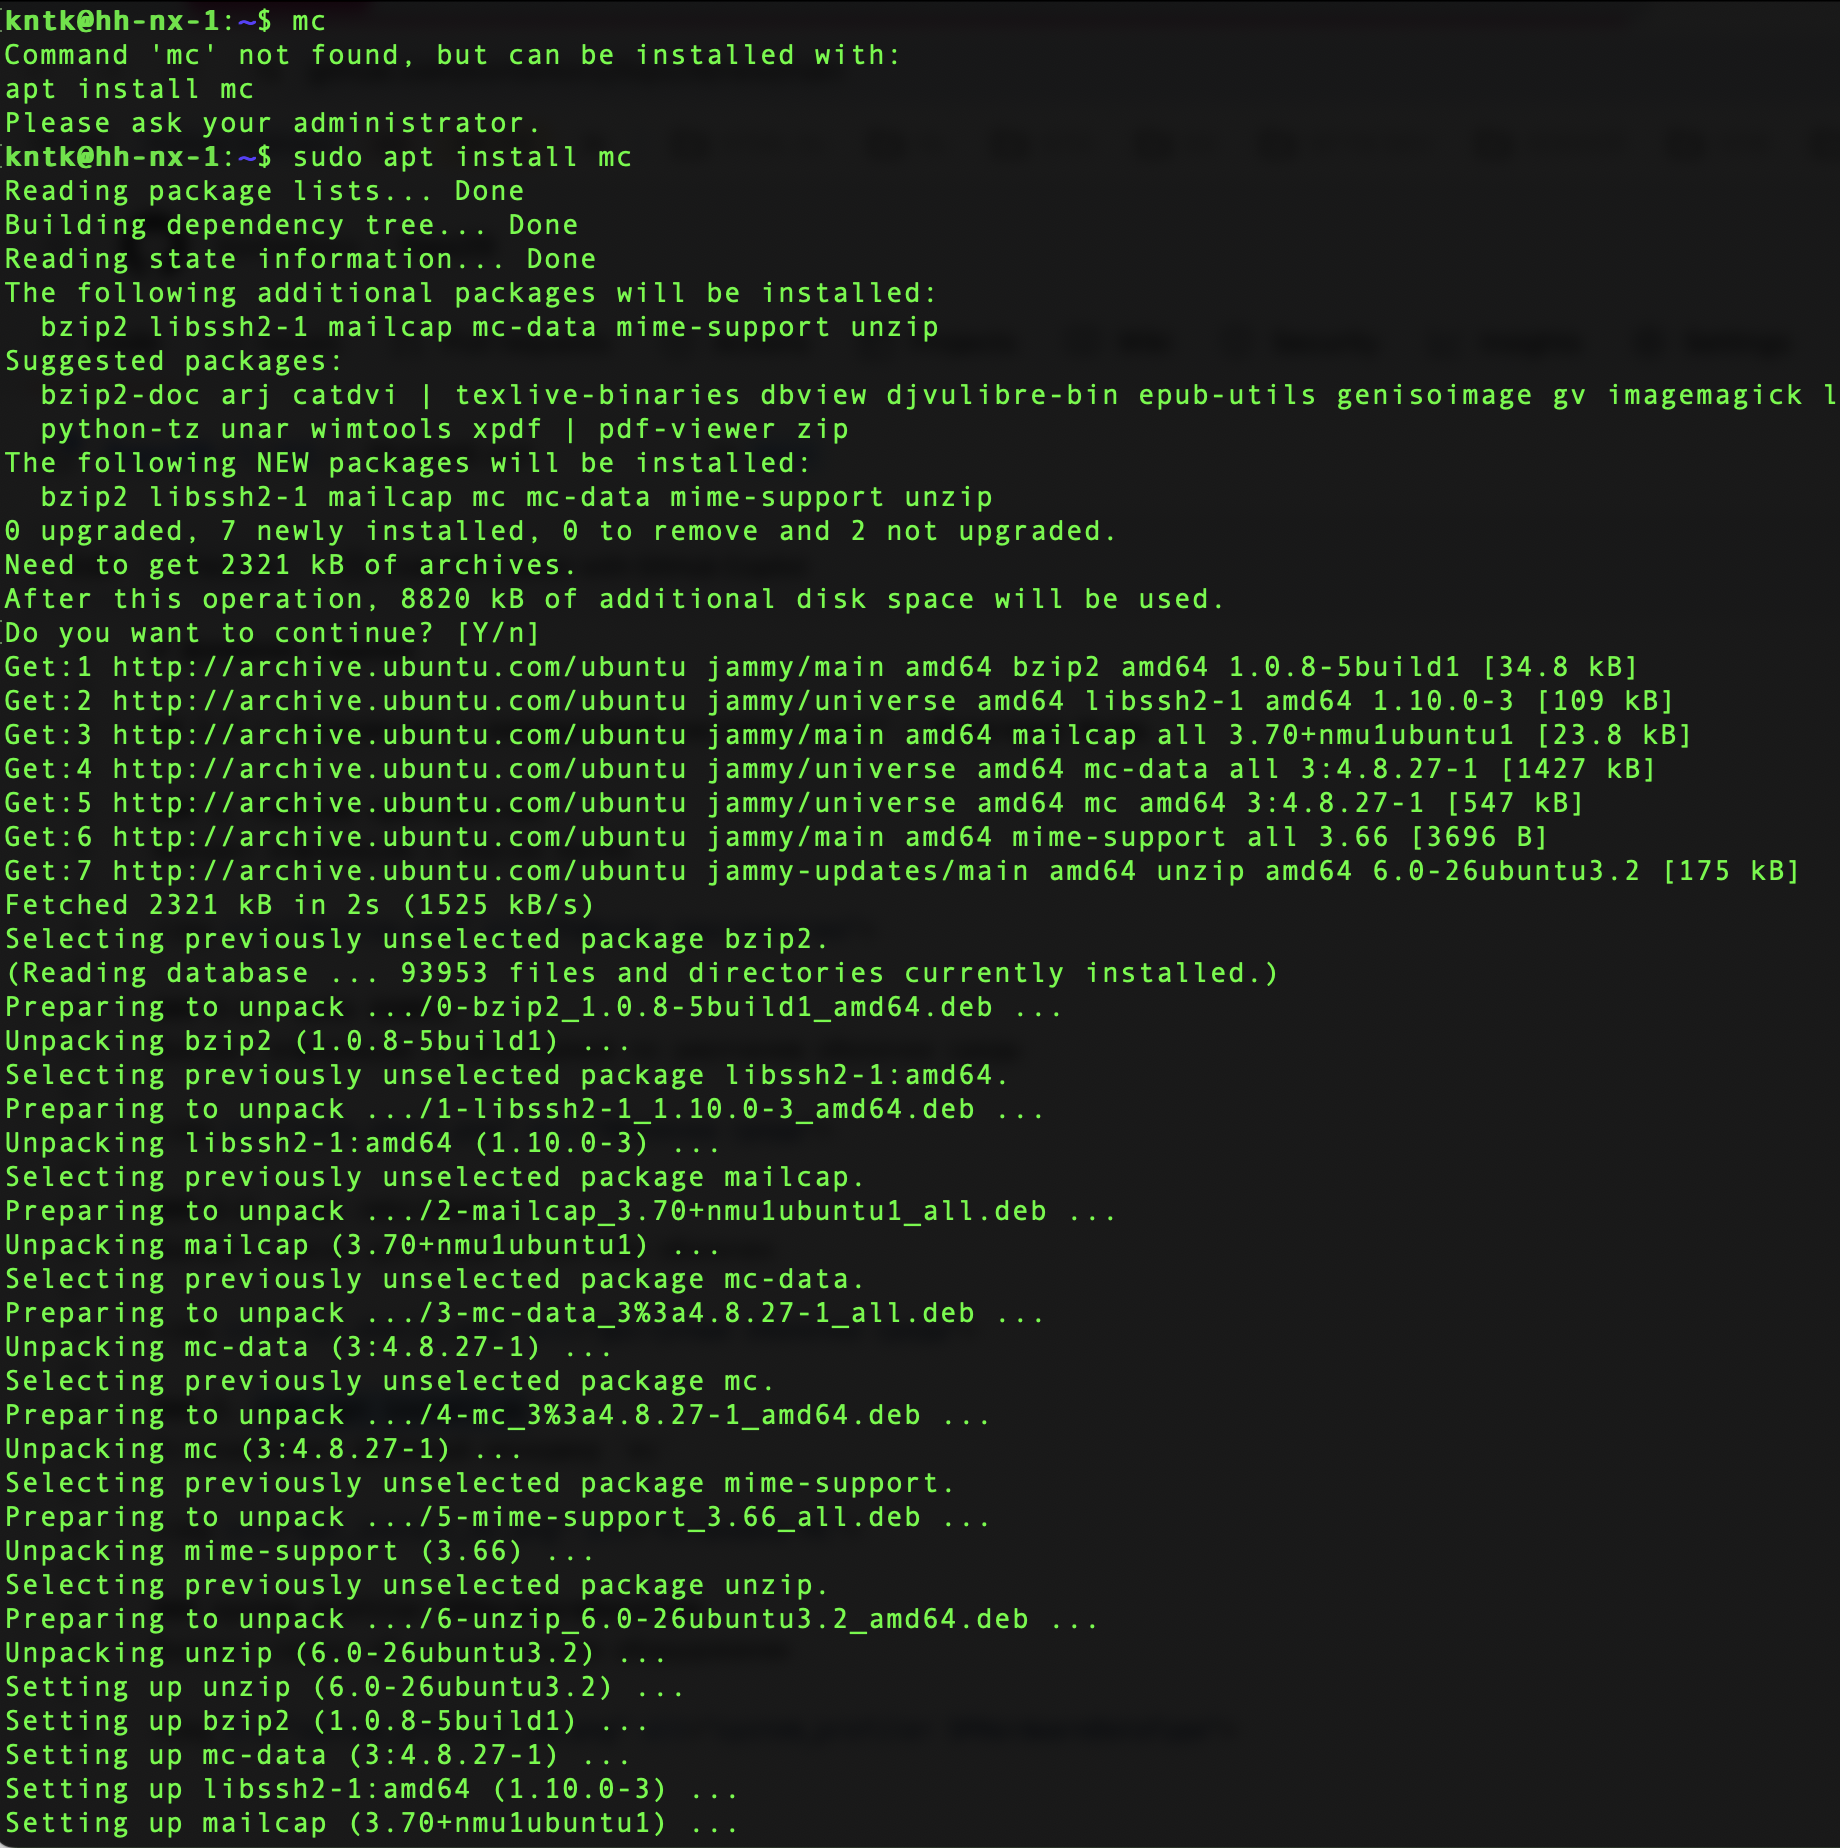 kntk@hh-nx-1:~$ mc
Command 'mc' not found, but can be installed with:
apt install mc
Please ask your administrator.
kntk@hh-nx-1:~$ sudo apt install mc
Reading package lists... Done
Building dependency tree... Done
Reading state information... Done
The following additional packages will be installed:
  bzip2 libssh2-1 mailcap mc-data mime-support unzip
Suggested packages:
  bzip2-doc arj catdvi | texlive-binaries dbview djvulibre-bin epub-utils genisoimage gv imagemagick l
  python-tz unar wimtools xpdf | pdf-viewer zip
The following NEW packages will be installed:
  bzip2 libssh2-1 mailcap mc mc-data mime-support unzip
0 upgraded, 7 newly installed, 0 to remove and 2 not upgraded.
Need to get 2321 kB of archives.
After this operation, 8820 kB of additional disk space will be used.
Do you want to continue? [Y/n]
Get:1 http://archive.ubuntu.com/ubuntu jammy/main amd64 bzip2 amd64 1.0.8-5build1 [34.8 kB]
Get:2 http://archive.ubuntu.com/ubuntu jammy/universe amd64 libssh2-1 amd64 1.10.0-3 [109 kB]
Get:3 http://archive.ubuntu.com/ubuntu jammy/main amd64 mailcap all 3.70+nmu1ubuntu1 [23.8 kB]
Get:4 http://archive.ubuntu.com/ubuntu jammy/universe amd64 mc-data all 3:4.8.27-1 [1427 kB]
Get:5 http://archive.ubuntu.com/ubuntu jammy/universe amd64 mc amd64 3:4.8.27-1 [547 kB]
Get:6 http://archive.ubuntu.com/ubuntu jammy/main amd64 mime-support all 3.66 [3696 B]
Get:7 http://archive.ubuntu.com/ubuntu jammy-updates/main amd64 unzip amd64 6.0-26ubuntu3.2 [175 kB]
Fetched 2321 kB in 2s (1525 kB/s)
Selecting previously unselected package bzip2.
(Reading database ... 93953 files and directories currently installed.)
Preparing to unpack .../0-bzip2_1.0.8-5build1_amd64.deb ...
Unpacking bzip2 (1.0.8-5build1) ...
Selecting previously unselected package libssh2-1:amd64.
Preparing to unpack .../1-libssh2-1_1.10.0-3_amd64.deb ...
Unpacking libssh2-1:amd64 (1.10.0-3) ...
Selecting previously unselected package mailcap.
Preparing to unpack .../2-mailcap_3.70+nmu1ubuntu1_all.deb ...
Unpacking mailcap (3.70+nmu1ubuntu1) ...
Selecting previously unselected package mc-data.
Preparing to unpack .../3-mc-data_3%3a4.8.27-1_all.deb ...
Unpacking mc-data (3:4.8.27-1) ...
Selecting previously unselected package mc.
Preparing to unpack .../4-mc_3%3a4.8.27-1_amd64.deb ...
Unpacking mc (3:4.8.27-1) ...
Selecting previously unselected package mime-support.
Preparing to unpack .../5-mime-support_3.66_all.deb ...
Unpacking mime-support (3.66) ...
Selecting previously unselected package unzip.
Preparing to unpack .../6-unzip_6.0-26ubuntu3.2_amd64.deb ...
Unpacking unzip (6.0-26ubuntu3.2) ...
Setting up unzip (6.0-26ubuntu3.2) ...
Setting up bzip2 (1.0.8-5build1) ...
Setting up mc-data (3:4.8.27-1) ...
Setting up libssh2-1:amd64 (1.10.0-3) ...
Setting up mailcap (3.70+nmu1ubuntu1) ...